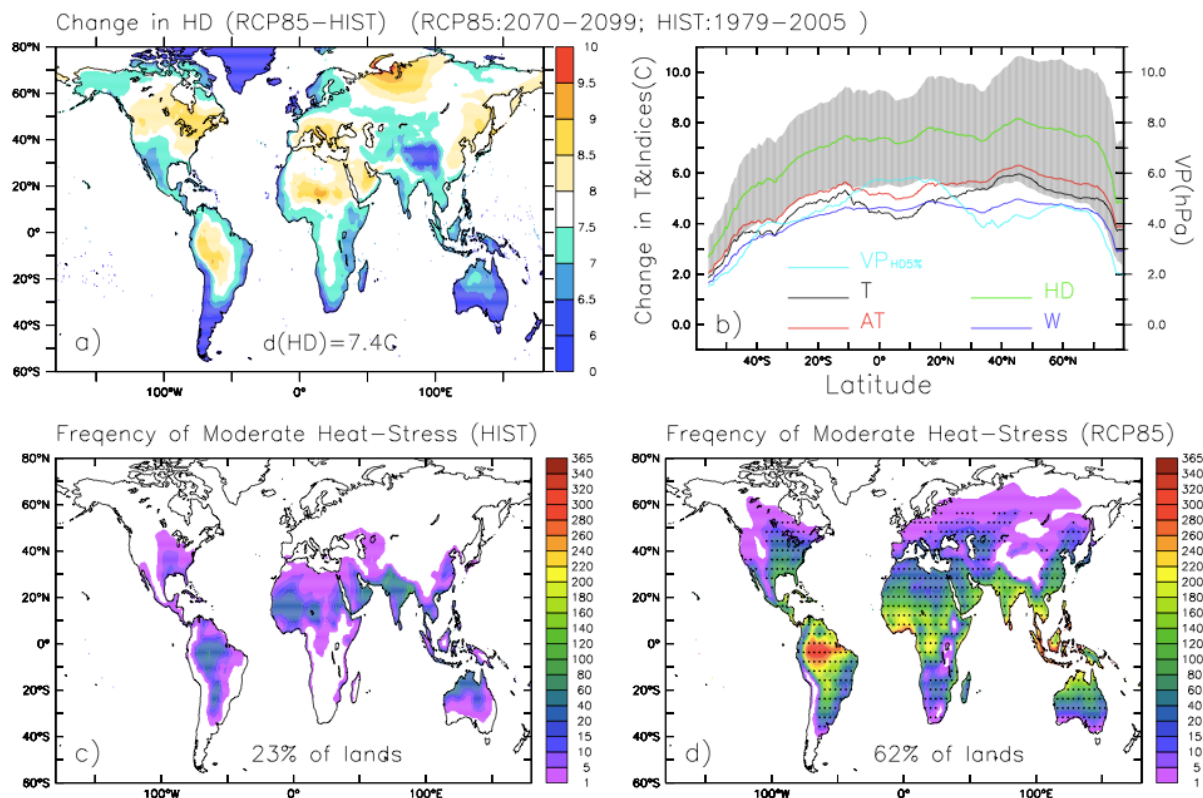 Change in HD (RCP85-HIST) (RCP85:2070-2099; HIST:1979-2005 )
80°N
60°N
40°N
20°N
0°
20°S
40°S
60°S
100°W
0°
100°E
a)
d(HD)=7.4C
10
9.5
9
8.5
8
7.5
7
6.5
6
0
Change in T&Indices(C)
10.0
8.0
6.0
4.0
2.0
0.0
VP HD5%
T
AT
HD
W
b)
40°S
20°S
0°
20°N
40°N
60°N
Latitude
10.0
8.0
6.0
4.0
2.0
0.0
VP(hPa)
Freqency of Moderate Heat-Stress (HIST)
80°N
60°N
40°N
20°N
0°
20°S
40°S
60°S
100°W
0°
100°E
c)
23% of lands
365
340
320
300
280
260
240
220
200
180
160
140
120
100
80
60
40
20
15
10
5
1
Freqency of Moderate Heat-Stress (RCP85)
80°N
60°N
40°N
20°N
0°
20°S
40°S
60°S
100°W
0°
100°E
d)
62% of lands
365
340
320
300
280
260
240
220
200
180
160
140
120
100
80
60
40
20
15
10
5
1